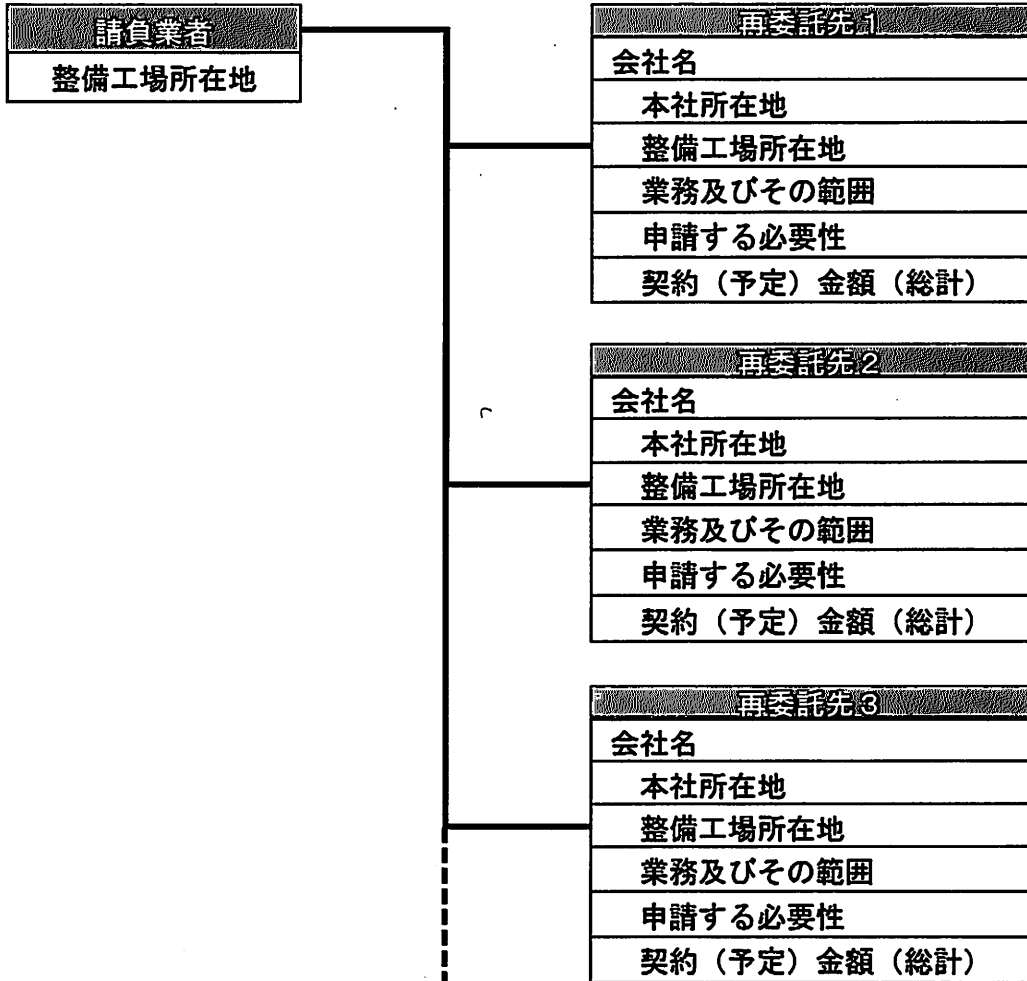 請負業者
整備工場所在地
再委託先1
会社名
本社所在地
整備工場所在地
業務及びその範囲
申請する必要性
契約（予定）金額（総計）
再委託先2
会社名
本社所在地
整備工場所在地
業務及びその範囲
申請する必要性
契約（予定）金額（総計）
再委託先3
会社名
本社所在地
整備工場所在地
業務及びその範囲
申請する必要性
契約（予定）金額（総計）